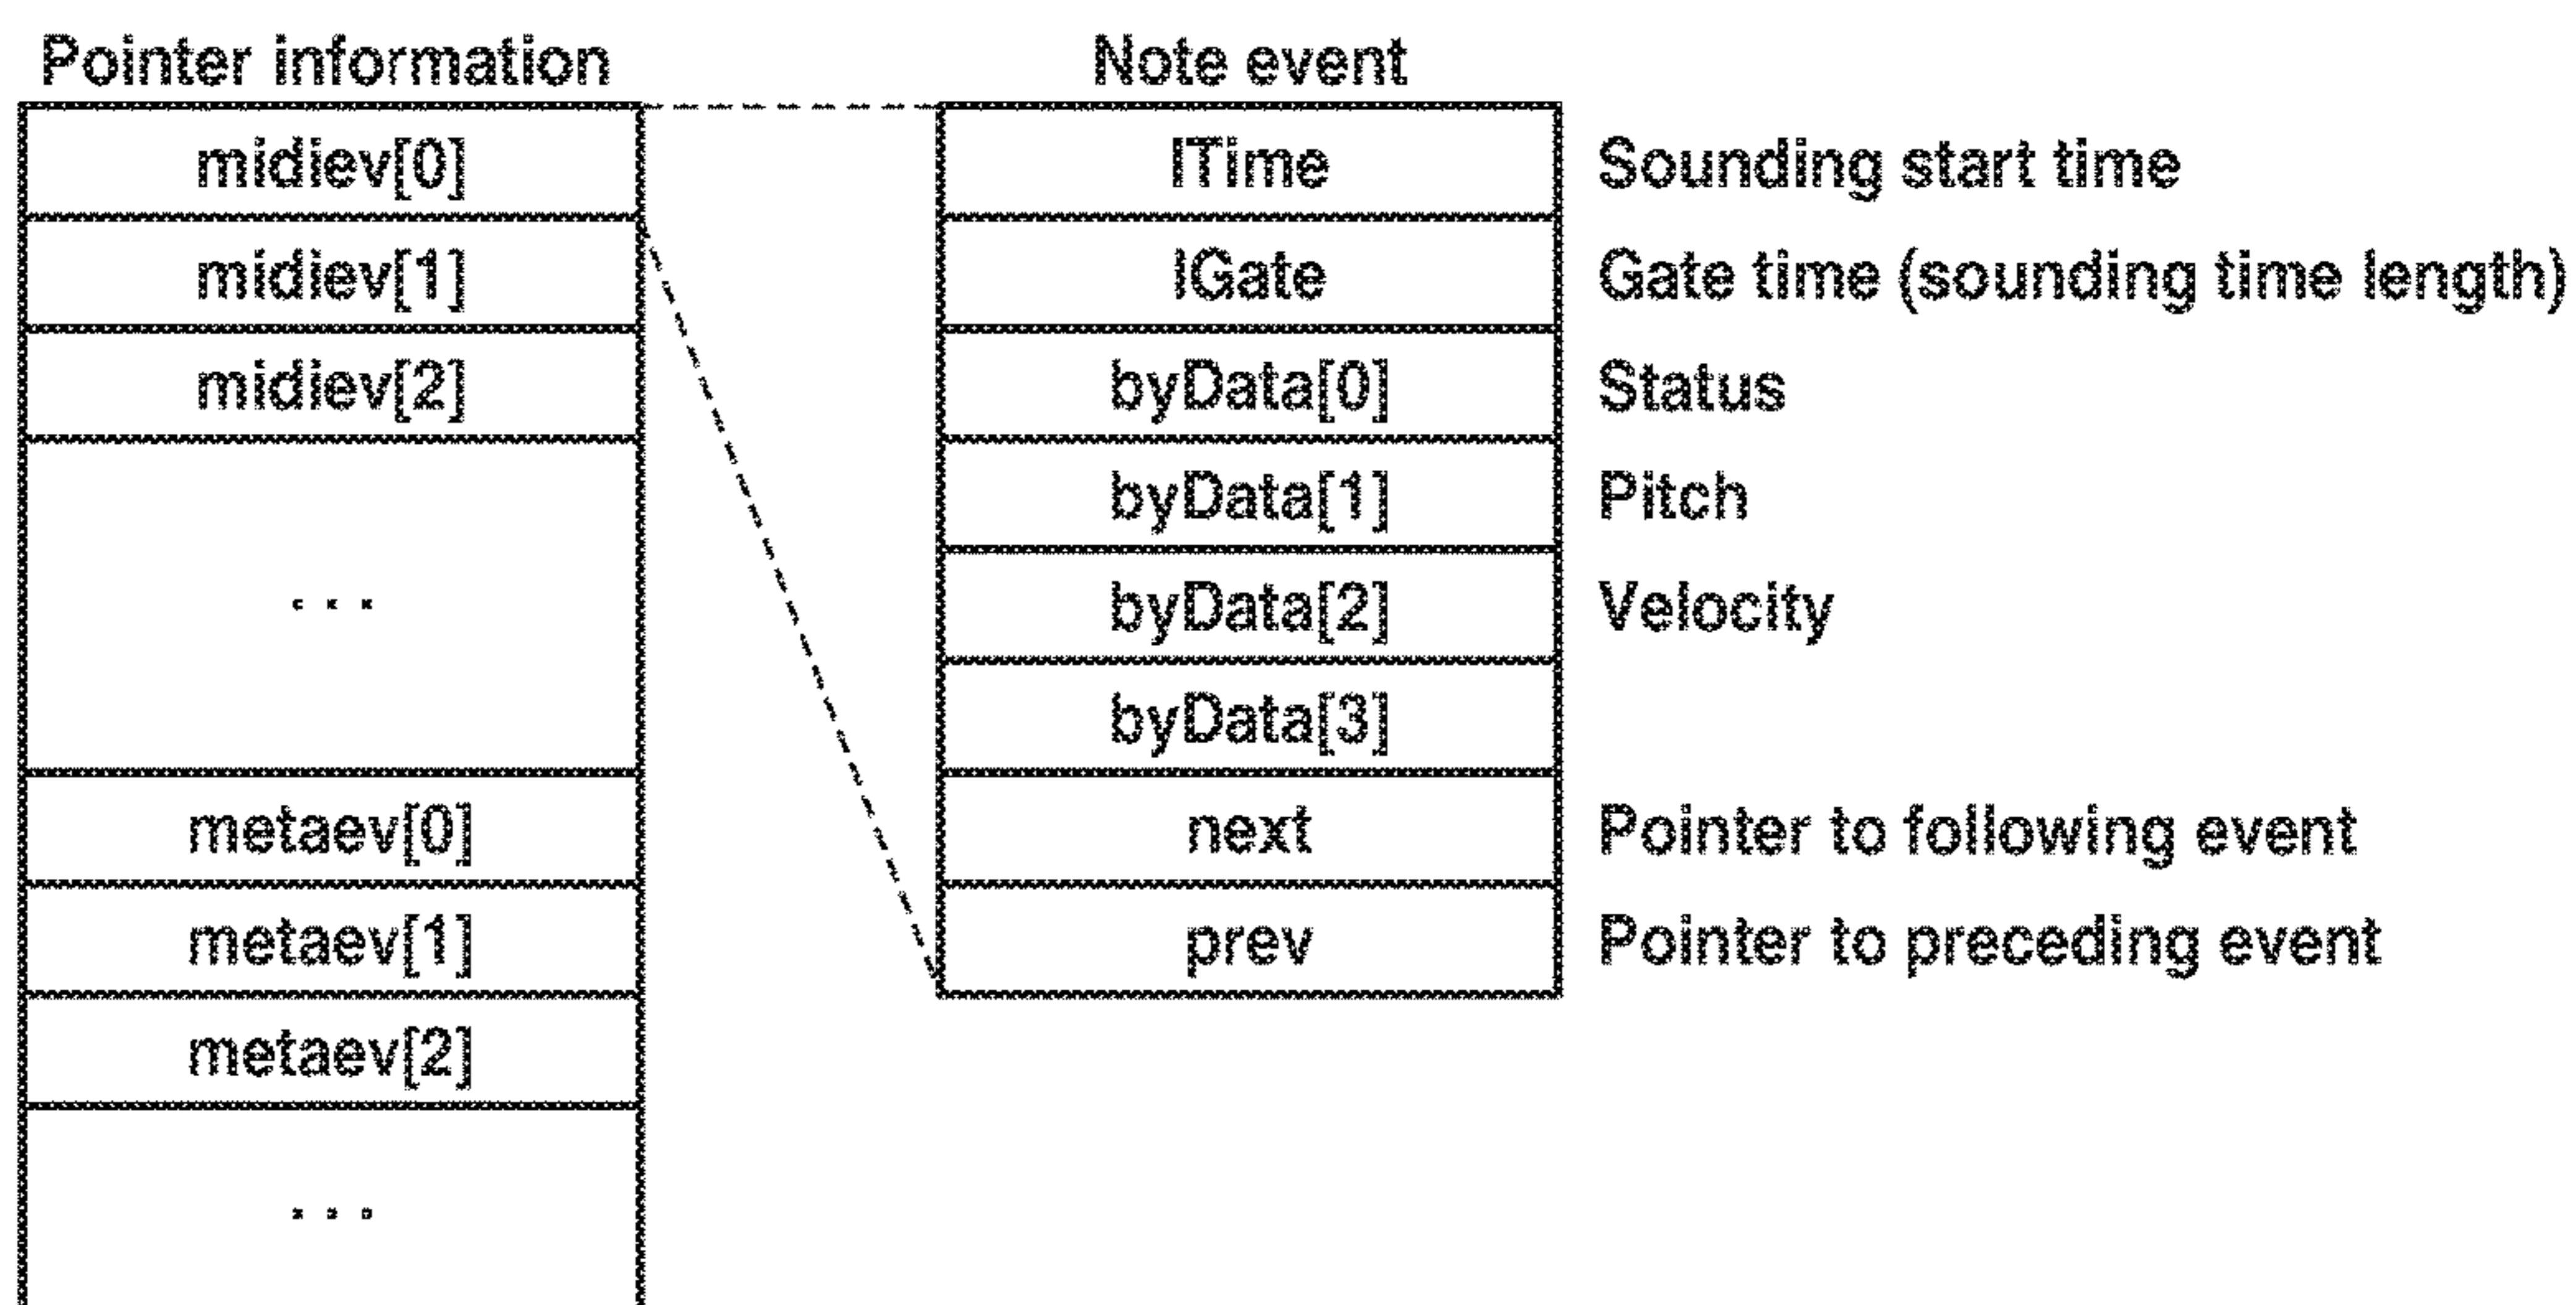 Pointer information
midiev[0]
midiev[1]
midiev[2]
...
metaev[0]
metaev[1]
metaev[2]
...
Note event
lTime Sounding start time
lGate Gate time (sounding time length)
byData[0] Status
byData[1] Pitch
byData[2] Velocity
byData[3]
next Pointer to following event
prev Pointer to preceding event